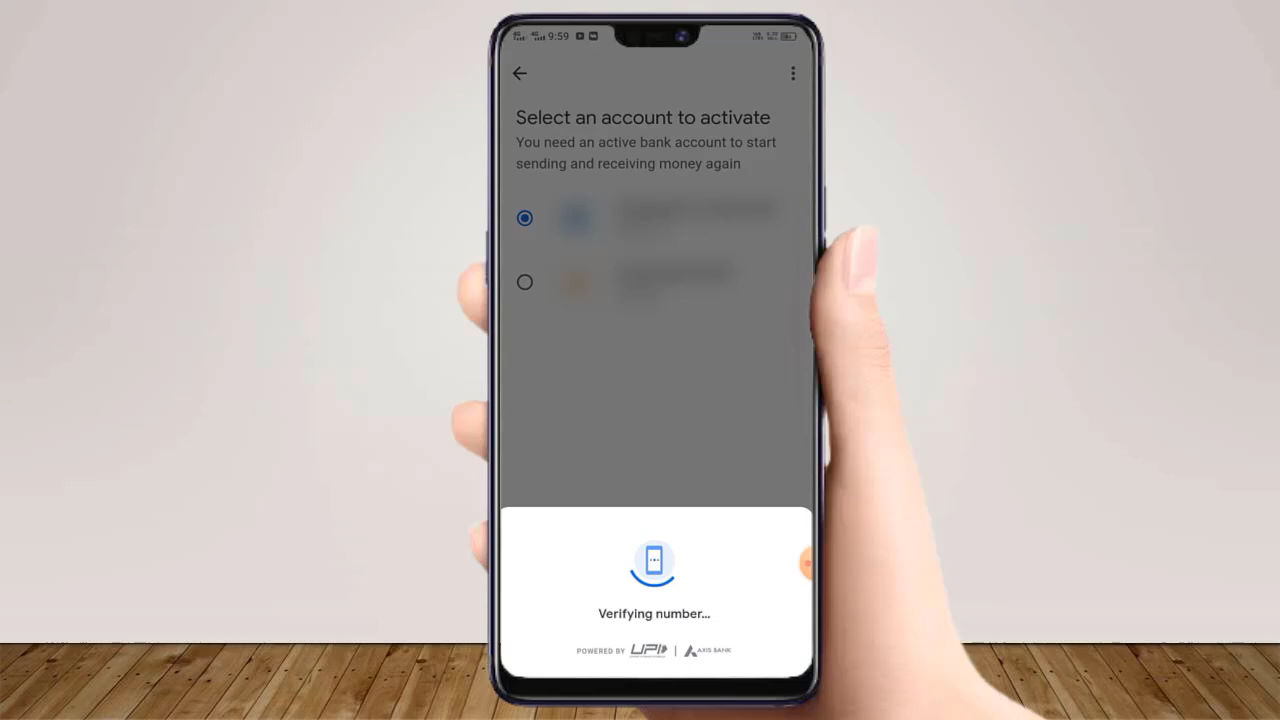 9:59
Select an account to activate
You need an active bank account to start
sending and receiving money again
Verifying number...
POWERED BY UPI | AXIS BANK